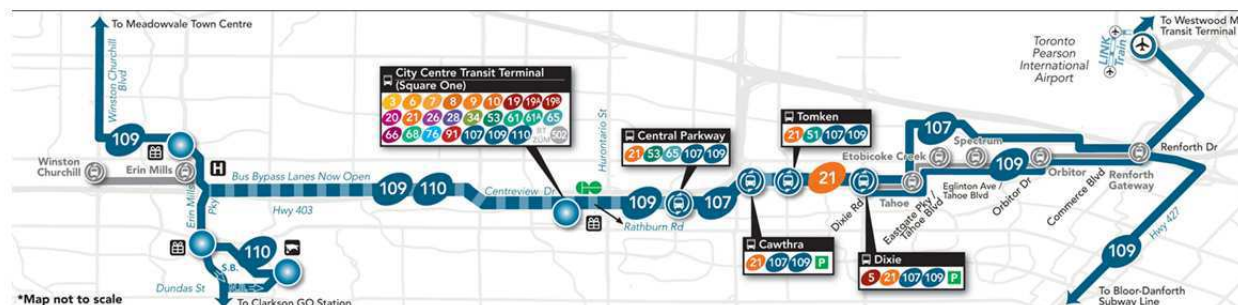 To Meadowvale Town Centre
Winston Churchill
Blvd
109
Winston
Churchill
Erin Mills
H
Erin Mills
Pky
Bus Bypass Lanes Now Open
Hwy 403
109
110
110
S.B.
Dundas St
To Clarkson GO Station
*Map not to scale
City Centre Transit Terminal
(Square One)
3 6 7 8 9 10 19 19A 19B
20 21 26 28 34 53 61 61A 65
66 68 76 91 107 109 110 BT ZÜM 502
Centreview Dr
Hurontario St
Rathburn Rd
109
Central Parkway
21 53 65 107 109
107
Cawthra
21 107 109 P
Tomken
21 51 107 109
21
Dixie Rd
Dixie
5 21 107 109 P
Etobicoke Creek
Tahoe
Eastgate Pky /
Tahoe Blvd
107
Spectrum
109
Eglinton Ave /
Tahoe Blvd
Orbitor Dr
Orbitor
Commerce Blvd
Renforth
Gateway
Renforth Dr
Toronto
Pearson
International
Airport
LINK
Train
To Westwood M
Transit Terminal
109
Hwy 427
To Bloor-Danforth
Subway Line